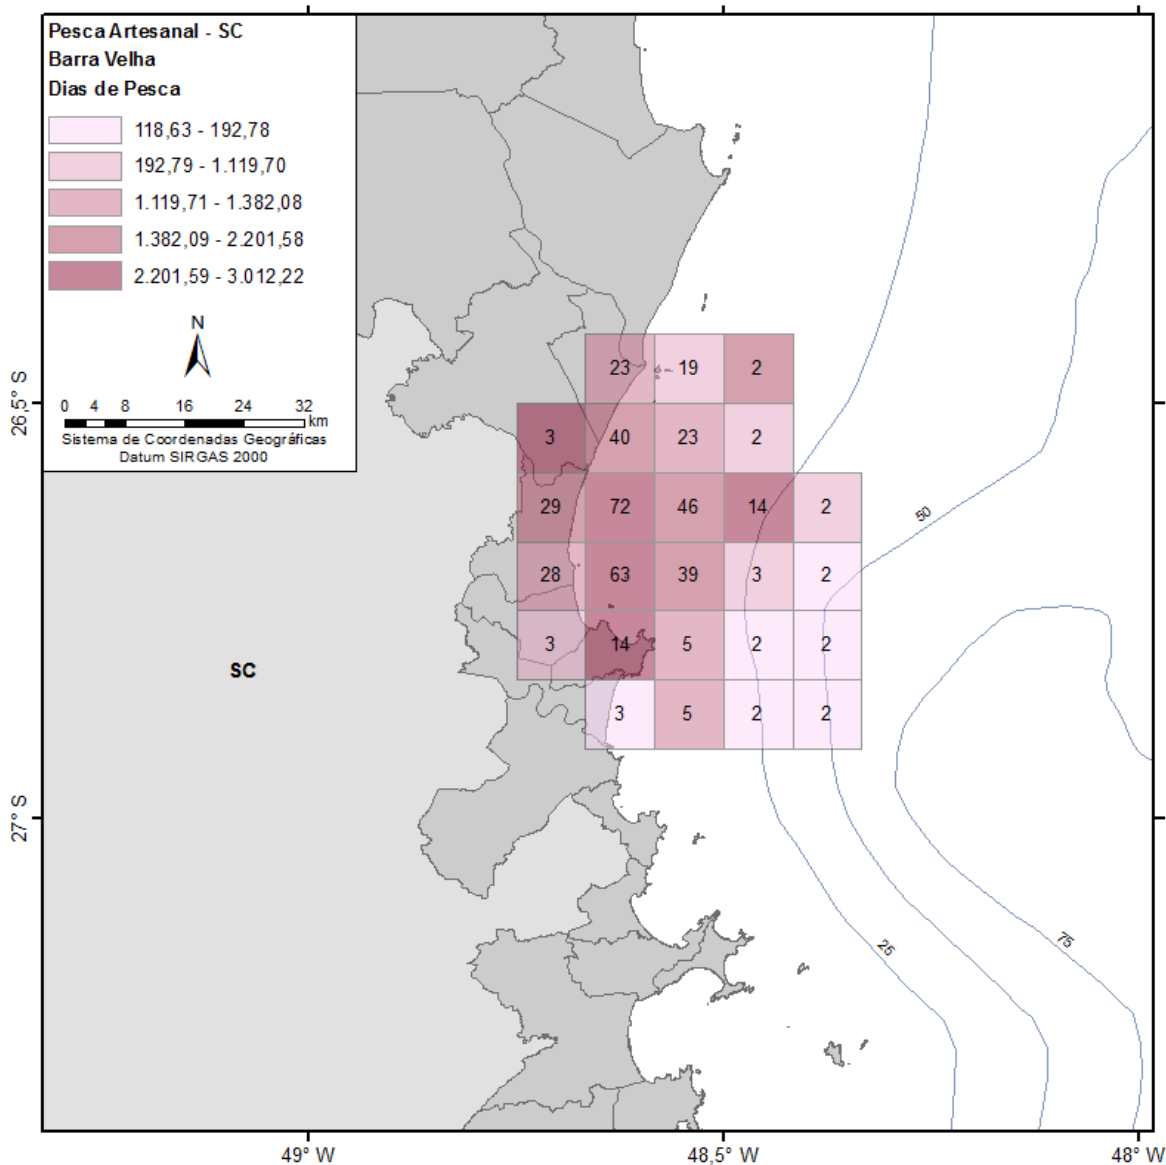 Pesca Artesanal - SC
Barra Velha
Dias de Pesca
118,63 - 192,78
192,79 - 1.119,70
1.119,71 - 1.382,08
1.382,09 - 2.201,58
2.201,59 - 3.012,22
N
0 4 8 16 24 32 km
Sistema de Coordenadas Geográficas
Datum SIRGAS 2000
26,5° S
27° S
23 19 2
3 40 23 2
29 72 46 14 2
28 63 39 3 2
3 14 5 2 2
3 5 2 2
50
SC
25
75
49° W 48,5° W 48° W